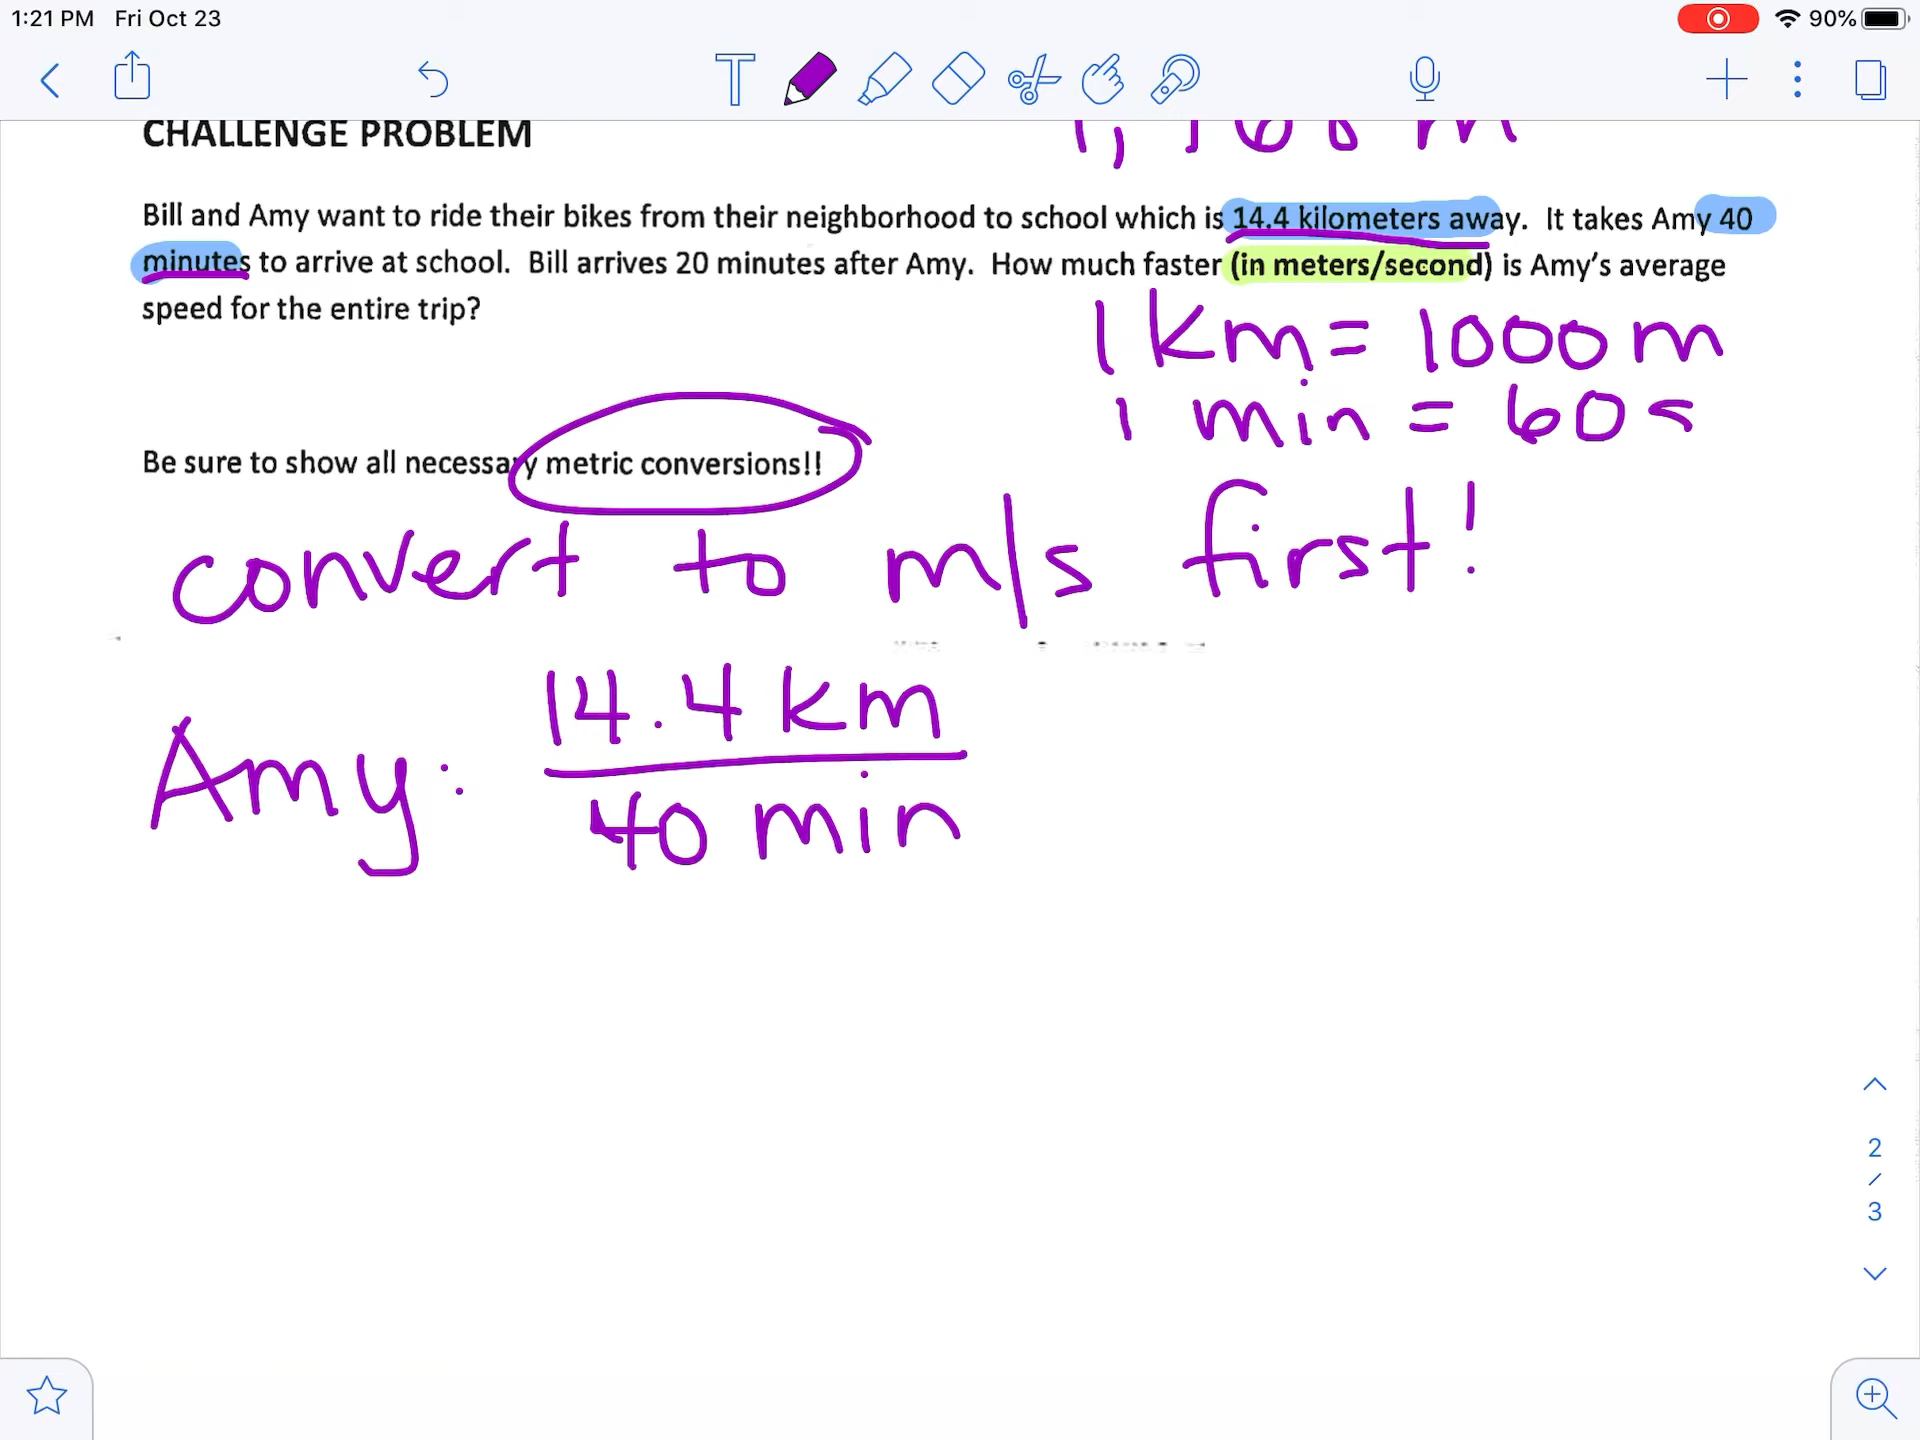 1:21 PM Fri Oct 23
90%
CHALLENGE PROBLEM
Bill and Amy want to ride their bikes from their neighborhood to school which is 14.4 kilometers away. It takes Amy 40
minutes to arrive at school. Bill arrives 20 minutes after Amy. How much faster (in meters/second) is Amy's average
speed for the entire trip?
1 km = 1000 m
1 min = 60 s
Be sure to show all necessary metric conversions!!
convert to m/s first!
14.4 km
Amy:
40 min
2
/
3